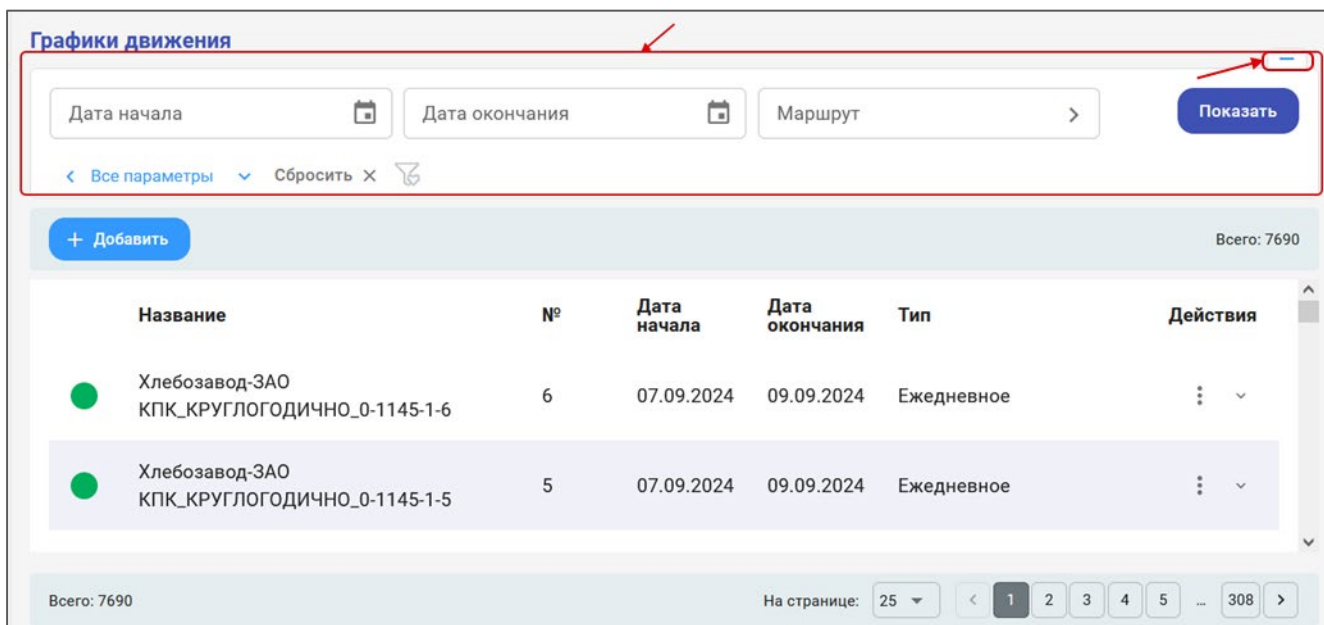 Графики движения
Дата начала
Дата окончания
Маршрут
Показать
Все параметры
Сбросить
+ Добавить
Всего: 7690
Название № Дата начала Дата окончания Тип Действия
Хлебозавод-ЗАО
КПК_КРУГЛОГОДИЧНО_0-1145-1-6
6 07.09.2024 09.09.2024 Ежедневное
Хлебозавод-ЗАО
КПК_КРУГЛОГОДИЧНО_0-1145-1-5
5 07.09.2024 09.09.2024 Ежедневное
Всего: 7690
На странице: 25
< 1 2 3 4 5 ... 308 >